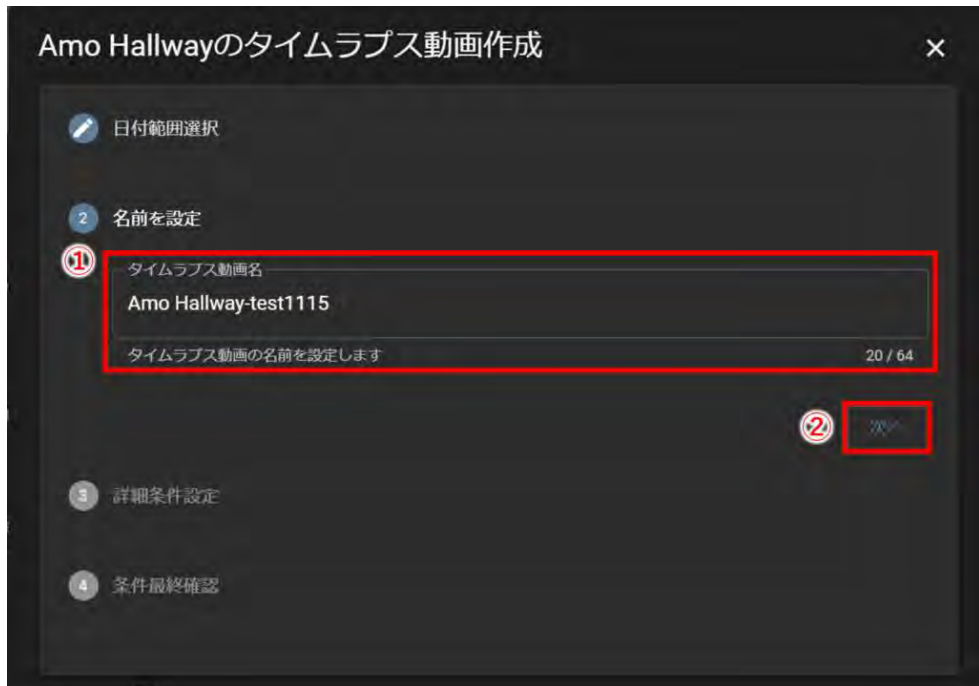 Amo Hallwayのタイムラプス動画作成
×
日付範囲選択
2 名前を設定
①
タイムラプス動画名
Amo Hallway-test1115
タイムラプス動画の名前を設定します 20 / 64
② 次へ
3 詳細条件設定
4 条件最終確認